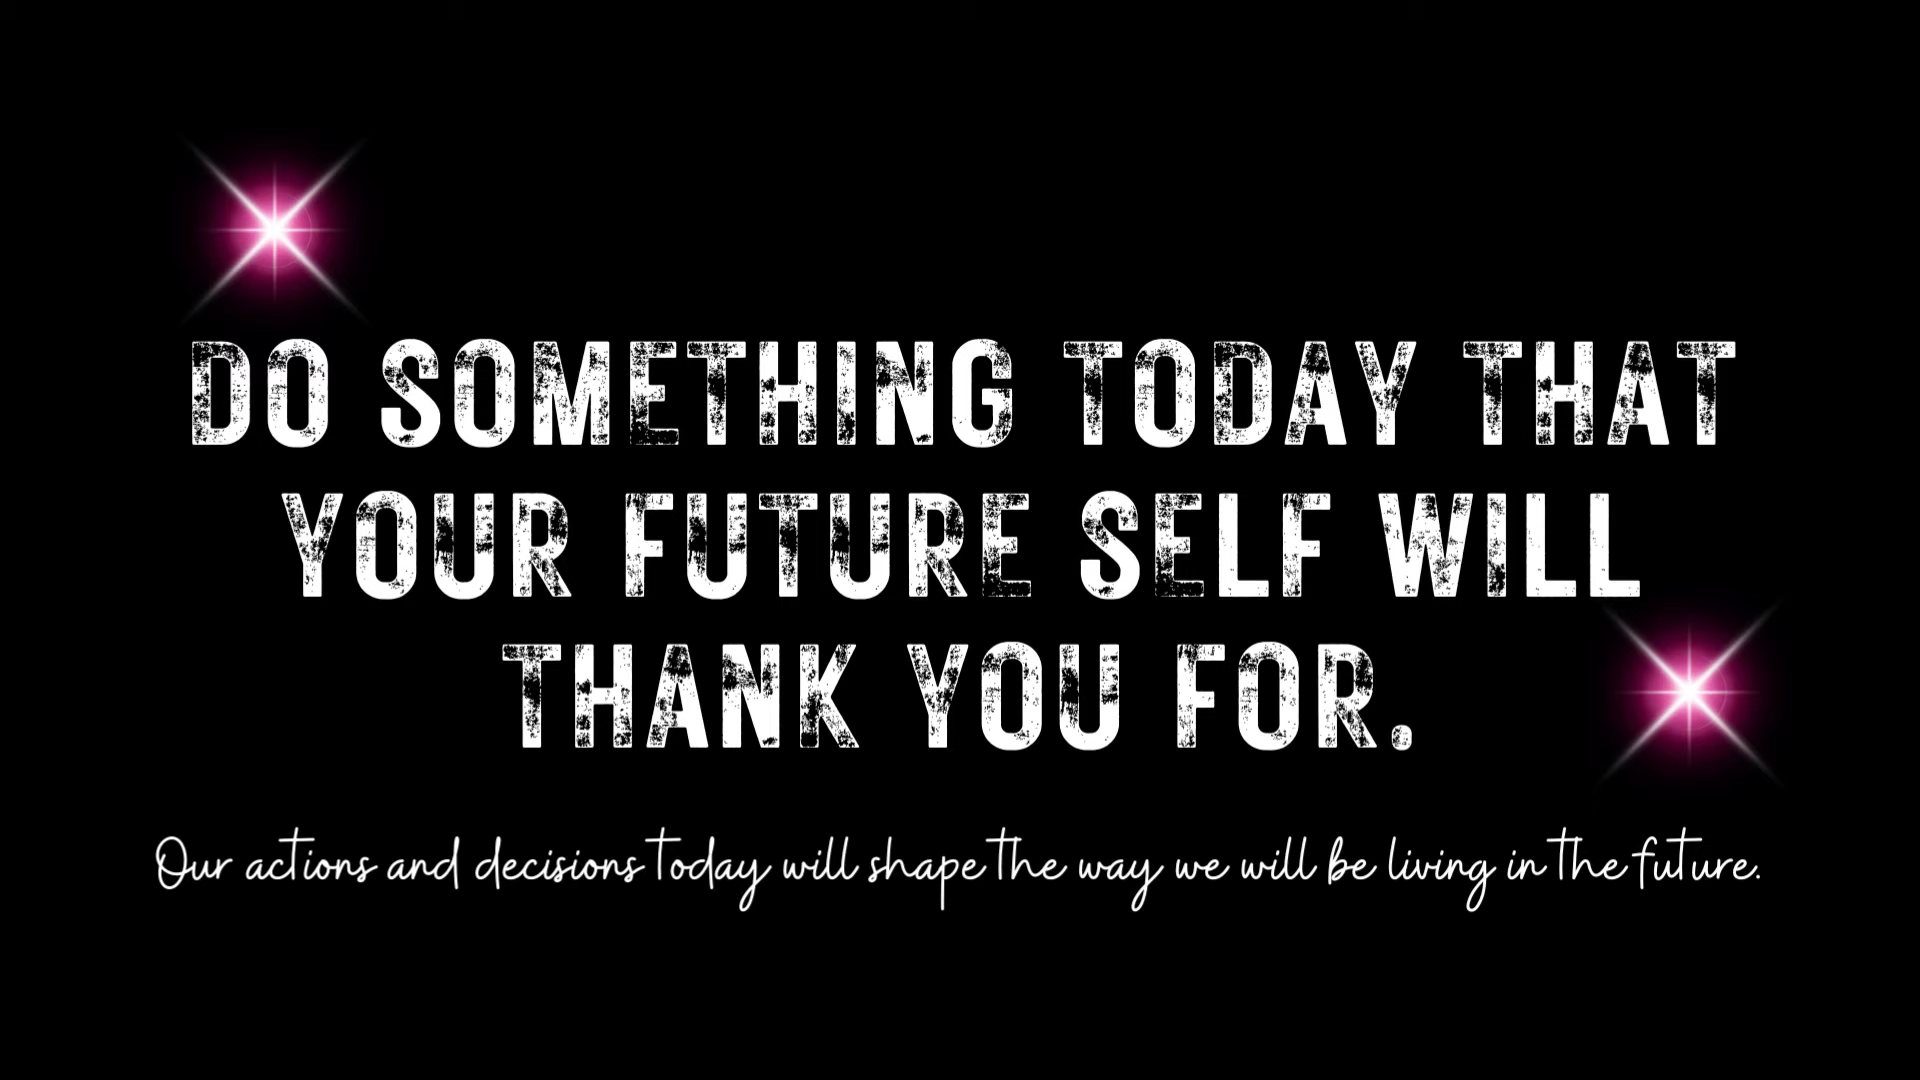 DO SOMETHING TODAY THAT
YOUR FUTURE SELF WILL
THANK YOU FOR.
Our actions and decisions today will shape the way we will be living in the future.